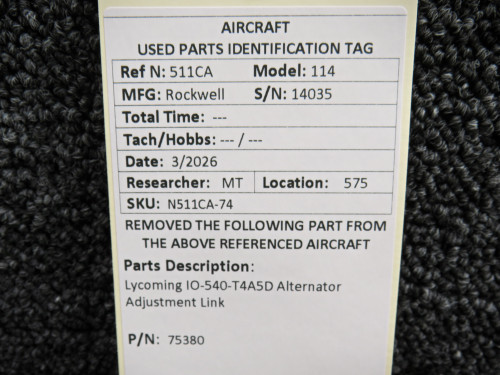 AIRCRAFT
USED PARTS IDENTIFICATION TAG
Ref N: 511CA Model: 114
MFG: Rockwell S/N: 14035
Total Time: ---
Tach/Hobbs: --- / ---
Date: 3/2026
Researcher: MT Location: 575
SKU: N511CA-74
REMOVED THE FOLLOWING PART FROM
THE ABOVE REFERENCED AIRCRAFT
Parts Description:
Lycoming IO-540-T4A5D Alternator
Adjustment Link
P/N: 75380